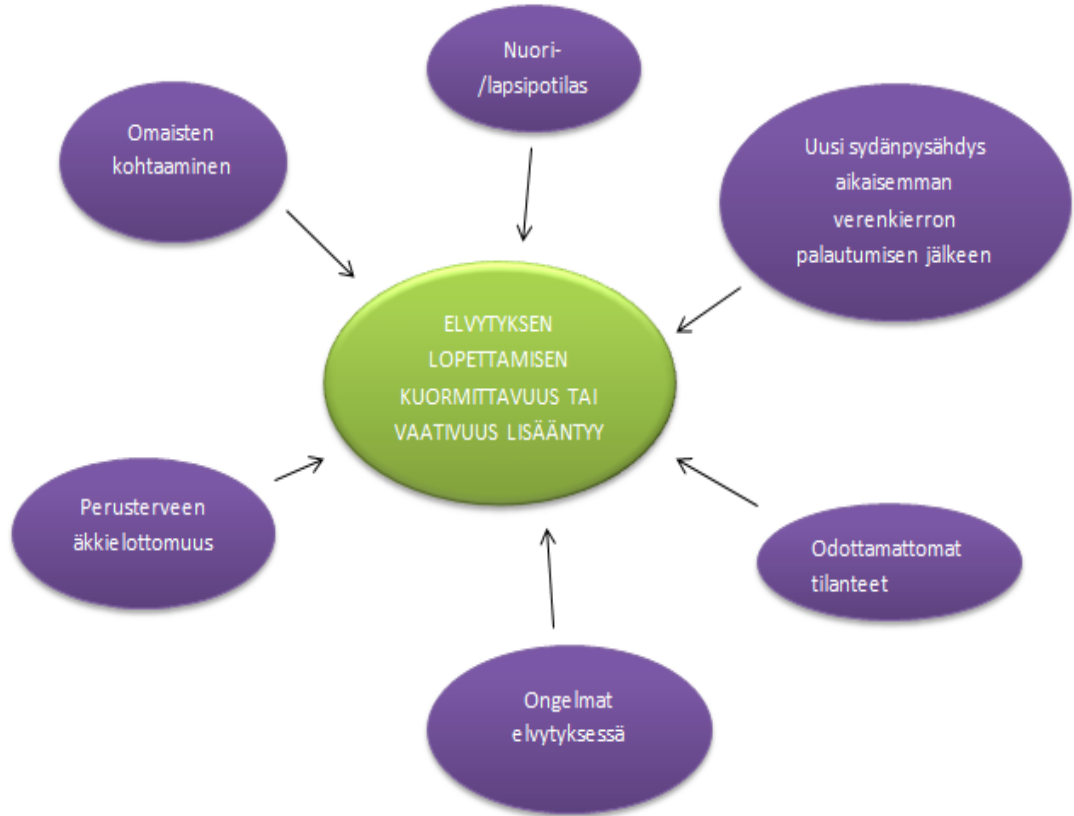 Nuori-
/lapsipotilas
Omaisten
kohtaaminen
Uusi sydänpysähdys
aikaisemman
verenkierron
palautumisen jälkeen
ELVYTYKSEN
LOPETTAMISEN
KUORMITTAVUUS TAI
VAATIVUUS LISÄÄNTYY
Perusterveen
äkkielottomuus
Odottamattomat
tilanteet
Ongelmat
elvytyksessä